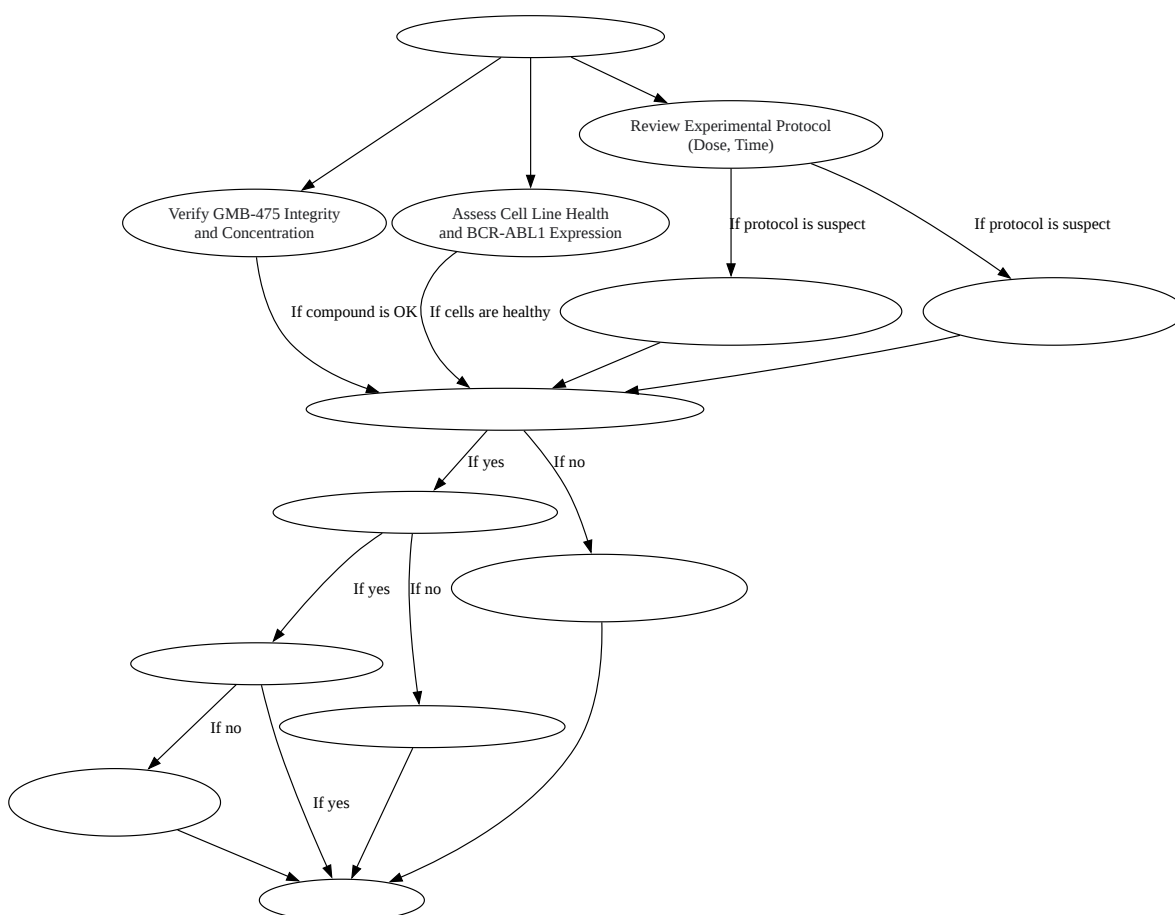 Review Experimental Protocol
(Dose, Time)
Verify GMB-475 Integrity
and Concentration
Assess Cell Line Health
and BCR-ABL1 Expression
If protocol is suspect
If protocol is suspect
If compound is OK
If cells are healthy
If yes
If no
If yes
If no
If no
If yes